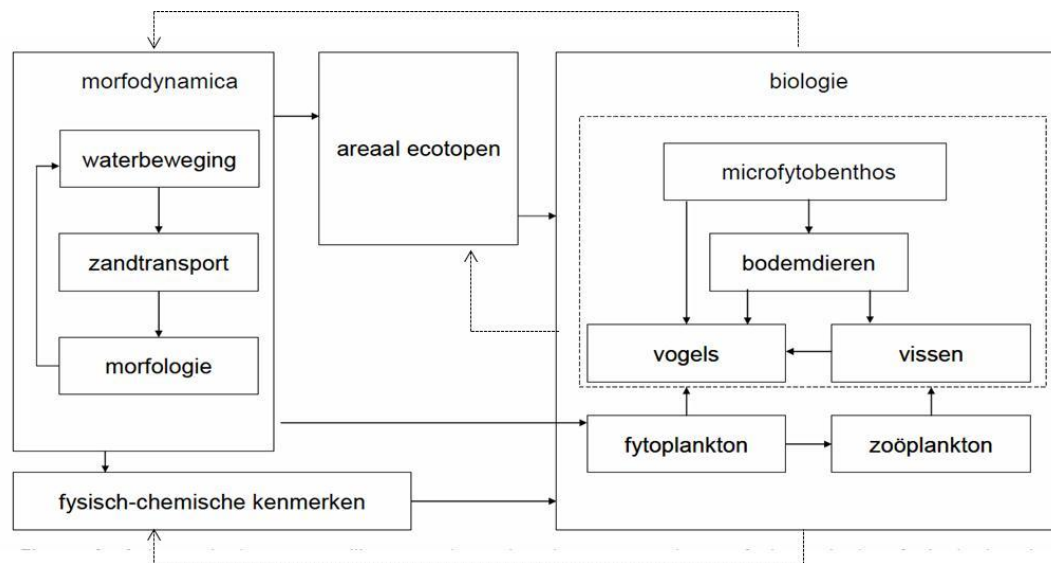 morfodynamica
waterbeweging
zandtransport
morfologie
areaal ecotopen
biologie
microfytobenthos
bodemdieren
vogels
vissen
fytoplankton
zoöplankton
fysisch-chemische kenmerken